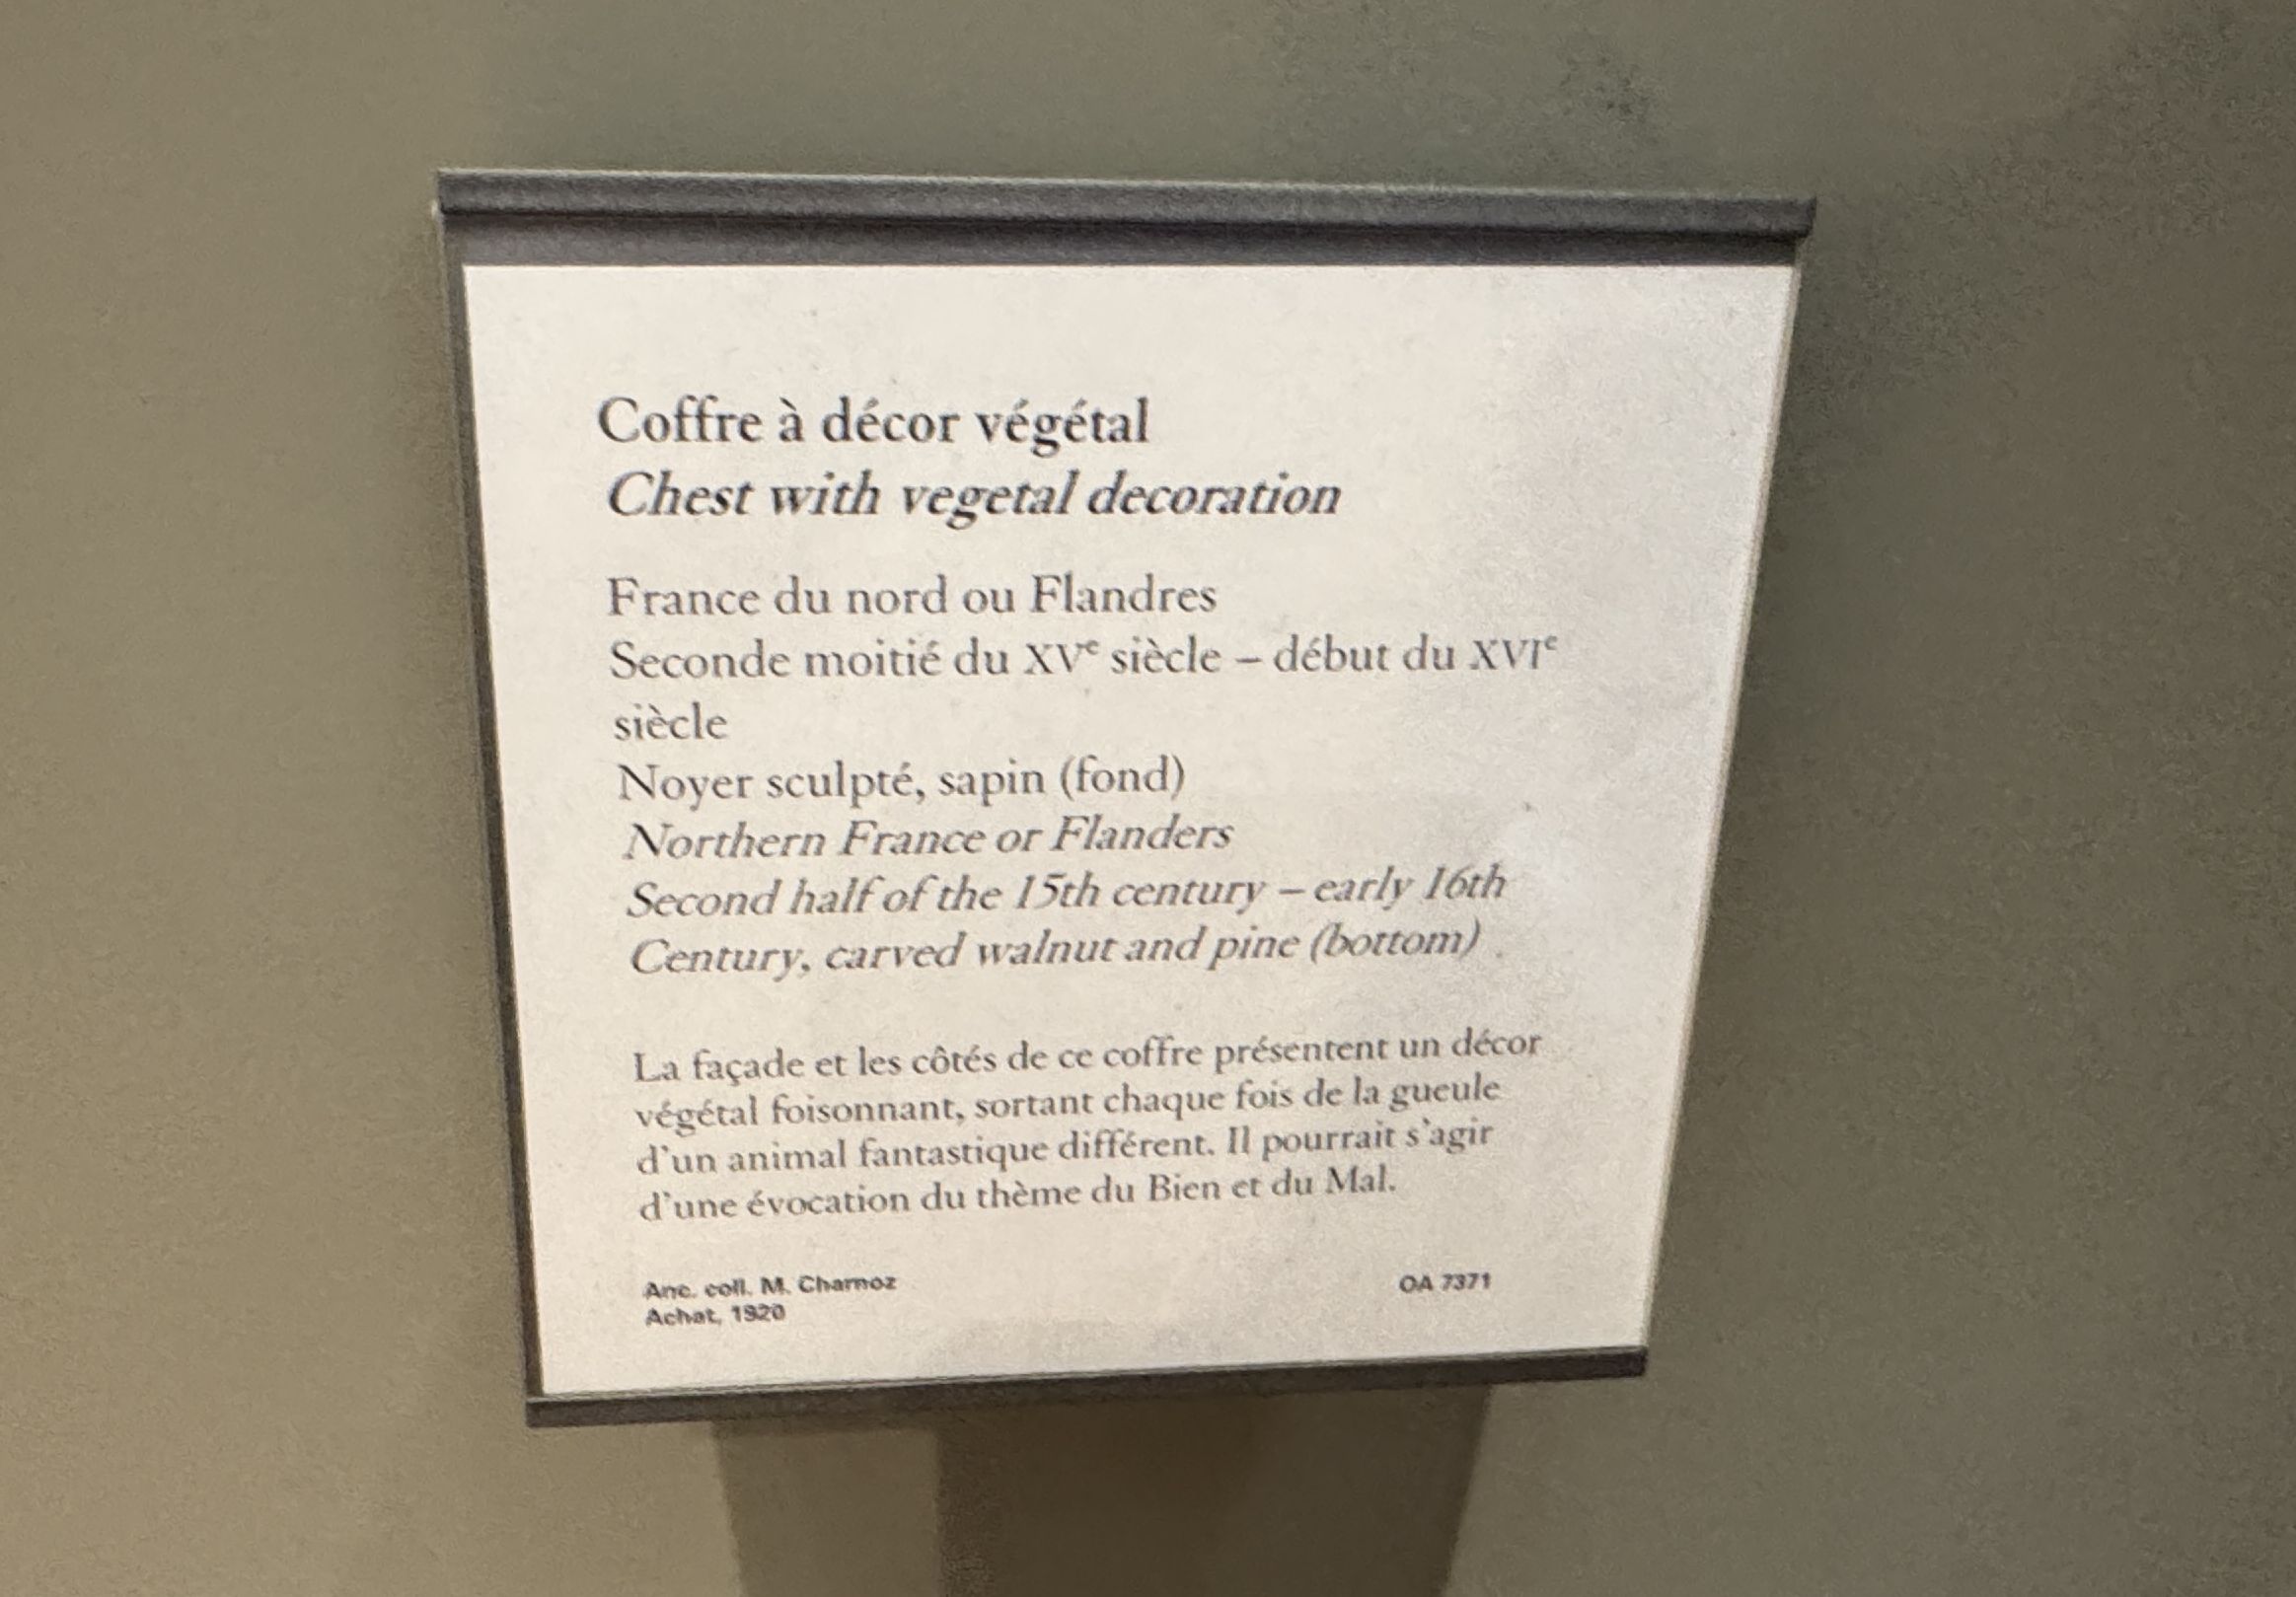 Coffre à décor végétal
Chest with vegetal decoration
France du nord ou Flandres
Seconde moitié du XVe siècle – début du XVIe
siècle
Noyer sculpté, sapin (fond)
Northern France or Flanders
Second half of the 15th century – early 16th
Century, carved walnut and pine (bottom)
La façade et les côtés de ce coffre présentent un décor
végétal foisonnant, sortant chaque fois de la gueule
d'un animal fantastique différent. Il pourrait s'agir
d'une évocation du thème du Bien et du Mal.
Anc. coll. M. Charnoz
OA 7371
Achat, 1920